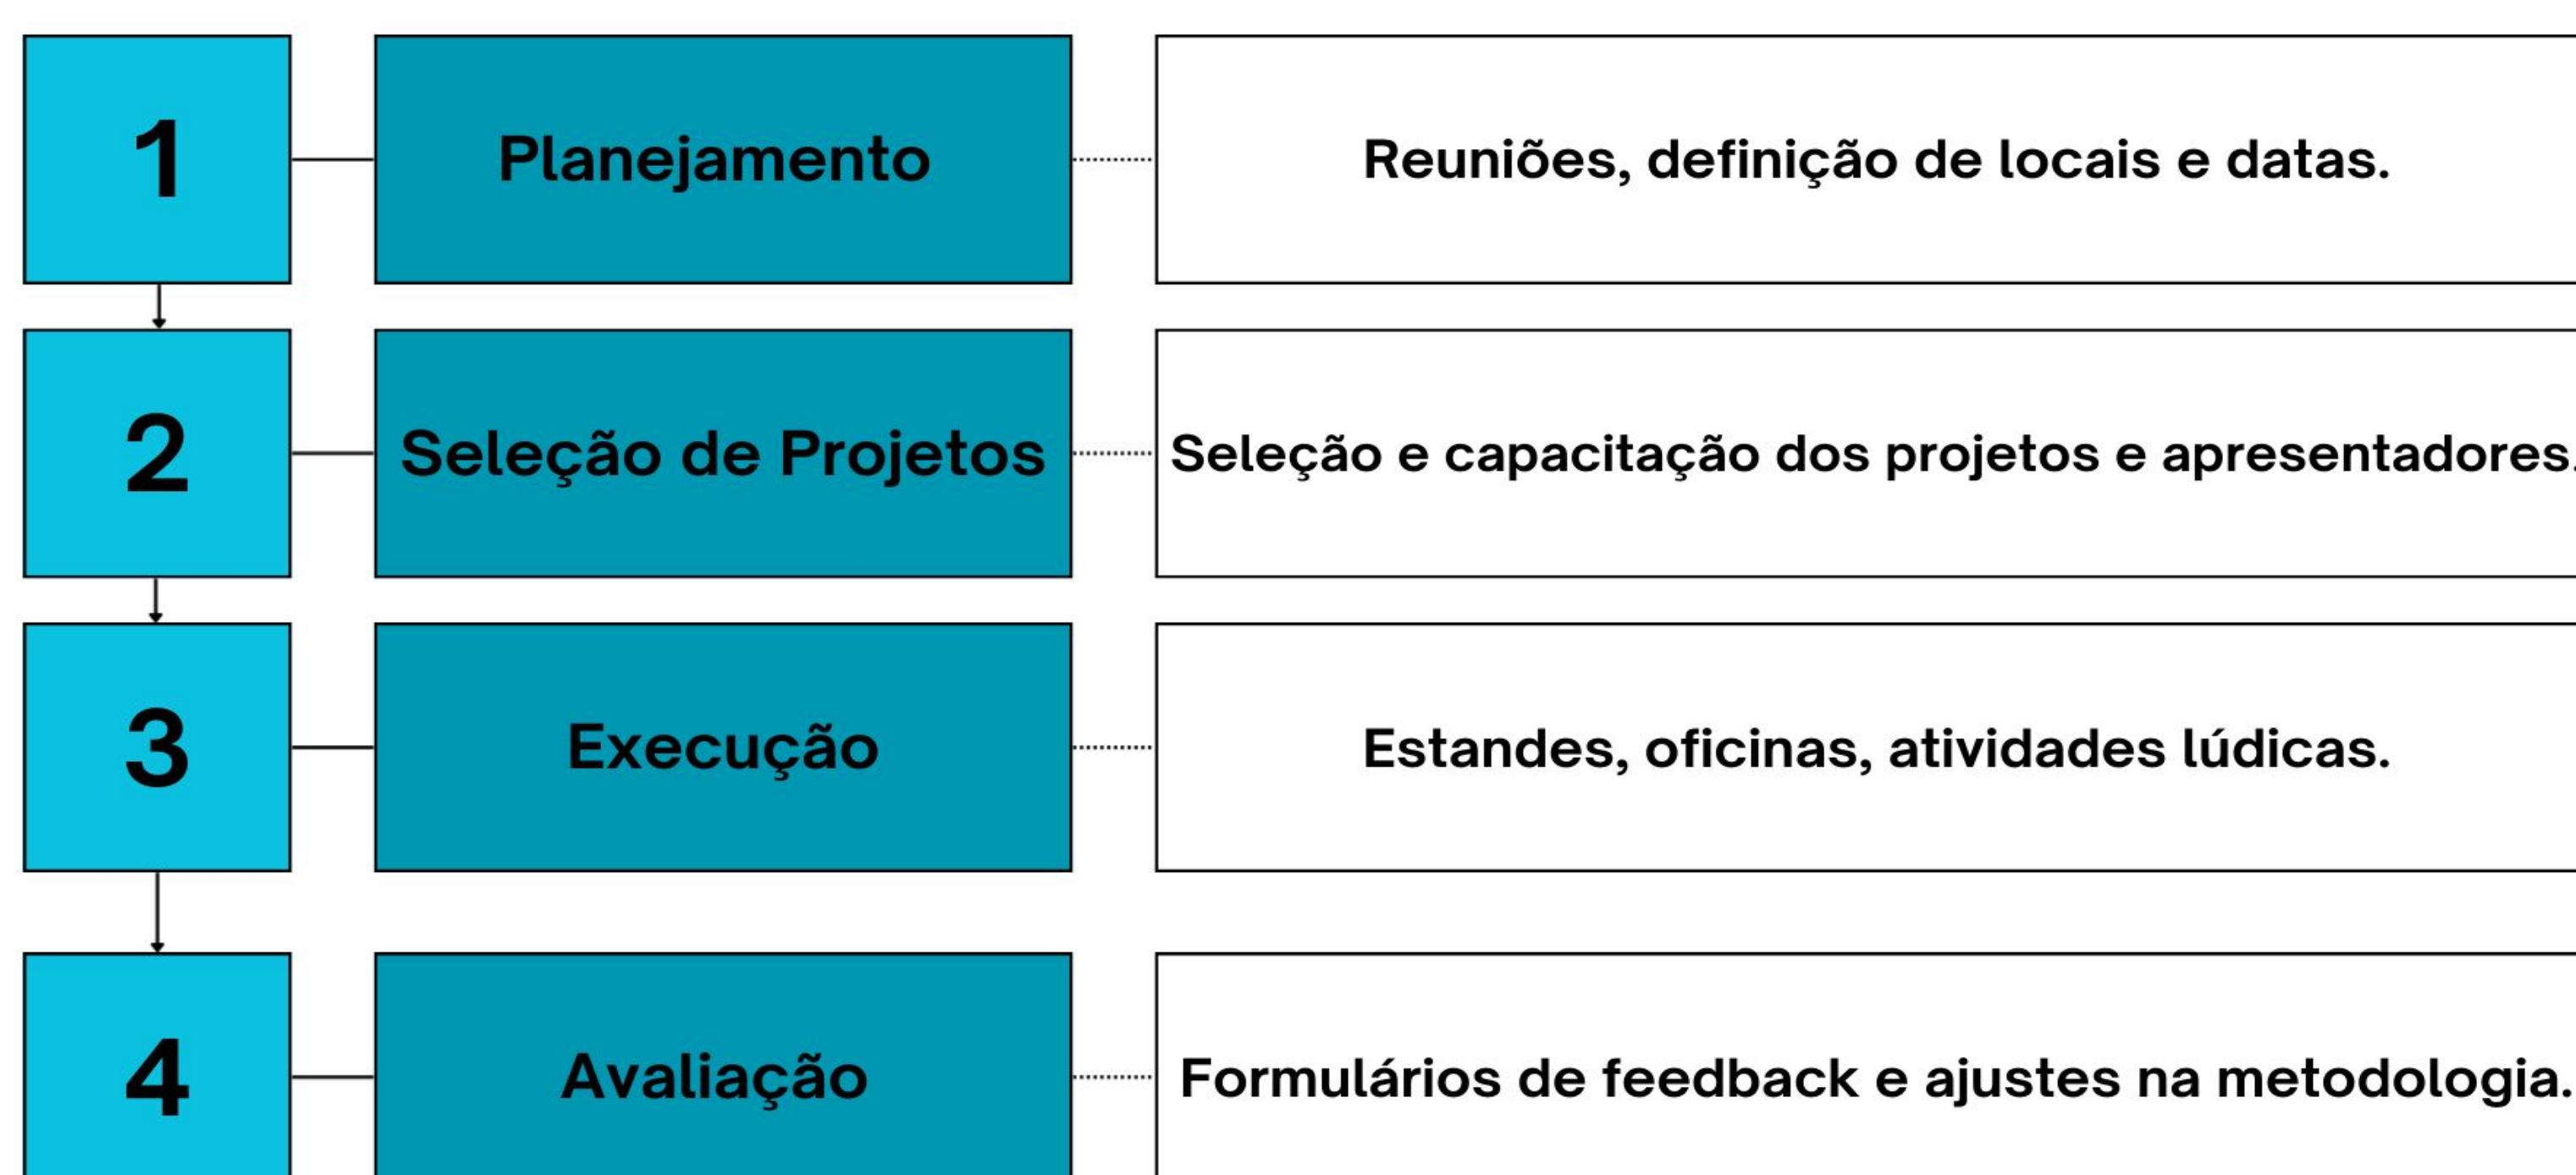 1
Planejamento
Reuniões, definição de locais e datas.
2
Seleção de Projetos
Seleção e capacitação dos projetos e apresentadores.
3
Execução
Estandes, oficinas, atividades lúdicas.
4
Avaliação
Formulários de feedback e ajustes na metodologia.